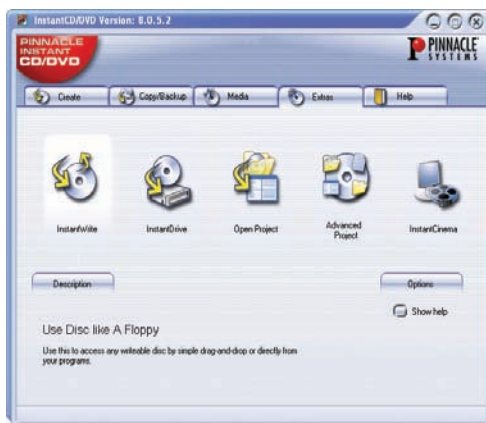 InstantCD/DVD Version: 8.0.5.2
PINNACLE
INSTANT
CD/DVD
PINNACLE
SYSTEMS
Create Copy/Backup Media Extras Help
InstantWrite InstantDrive Open Project Advanced Project InstantCinema
Description Options
Show help
Use Disc like A Floppy
Use this to access any writeable disc by simple drag-and-drop or directly from
your programs.